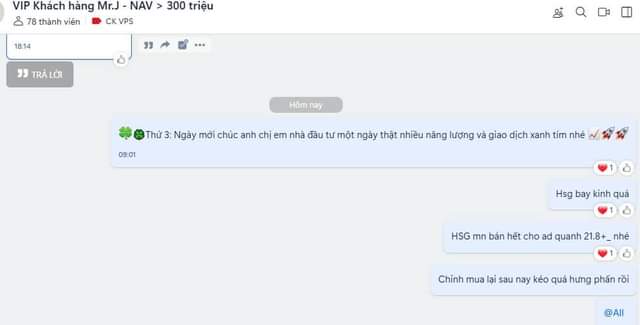 VIP Khách hàng Mr.J - NAV > 300 triệu
78 thành viên | CK VPS
18:14
TRẢ LỜI
Hôm nay
Thứ 3: Ngày mới chúc anh chị em nhà đầu tư một ngày thật nhiều năng lượng và giao dịch xanh tím nhé
09:01
1
Hsg bay kinh quá
1
HSG mn bán hết cho ad quanh 21.8+_ nhé
1
Chỉnh mua lại sau nay kéo quá hưng phấn rồi
@All